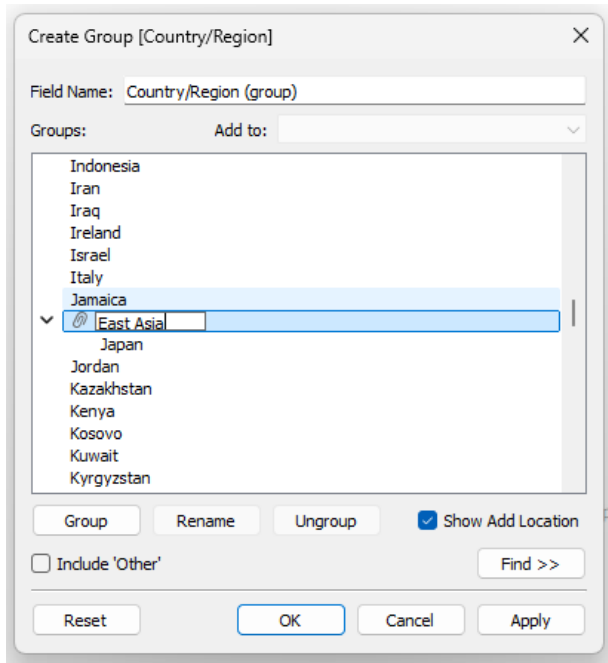 Create Group [Country/Region]
Field Name: Country/Region (group)
Groups: Add to:
Indonesia
Iran
Iraq
Ireland
Israel
Italy
Jamaica
East Asia
Japan
Jordan
Kazakhstan
Kenya
Kosovo
Kuwait
Kyrgyzstan
Group Rename Ungroup Show Add Location
Include 'Other' Find >>
Reset OK Cancel Apply